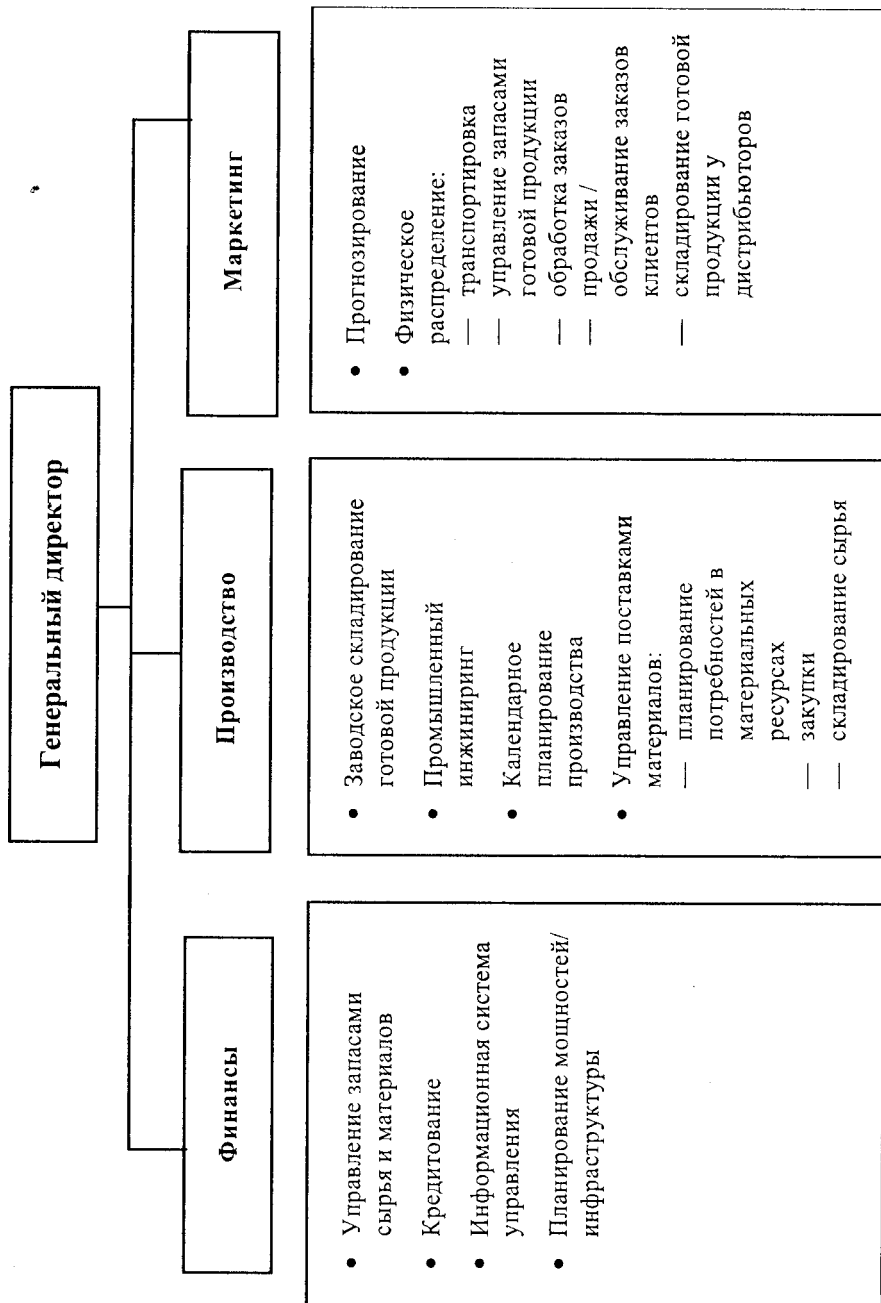 Генеральный директор
Финансы
• Управление запасами
сырья и материалов
• Кредитование
• Информационная система
управления
• Планирование мощностей/
инфраструктуры
Производство
• Заводское складирование
готовой продукции
• Промышленный
инжиниринг
• Календарное
планирование
производства
• Управление поставками
материалов:
— планирование
потребностей в
материальных
ресурсах
— закупки
— складирование сырья
Маркетинг
• Прогнозирование
• Физическое
распределение:
— транспортировка
— управление запасами
готовой продукции
— обработка заказов
— продажи /
обслуживание заказов
клиентов
— складирование готовой
продукции у
дистрибьюторов